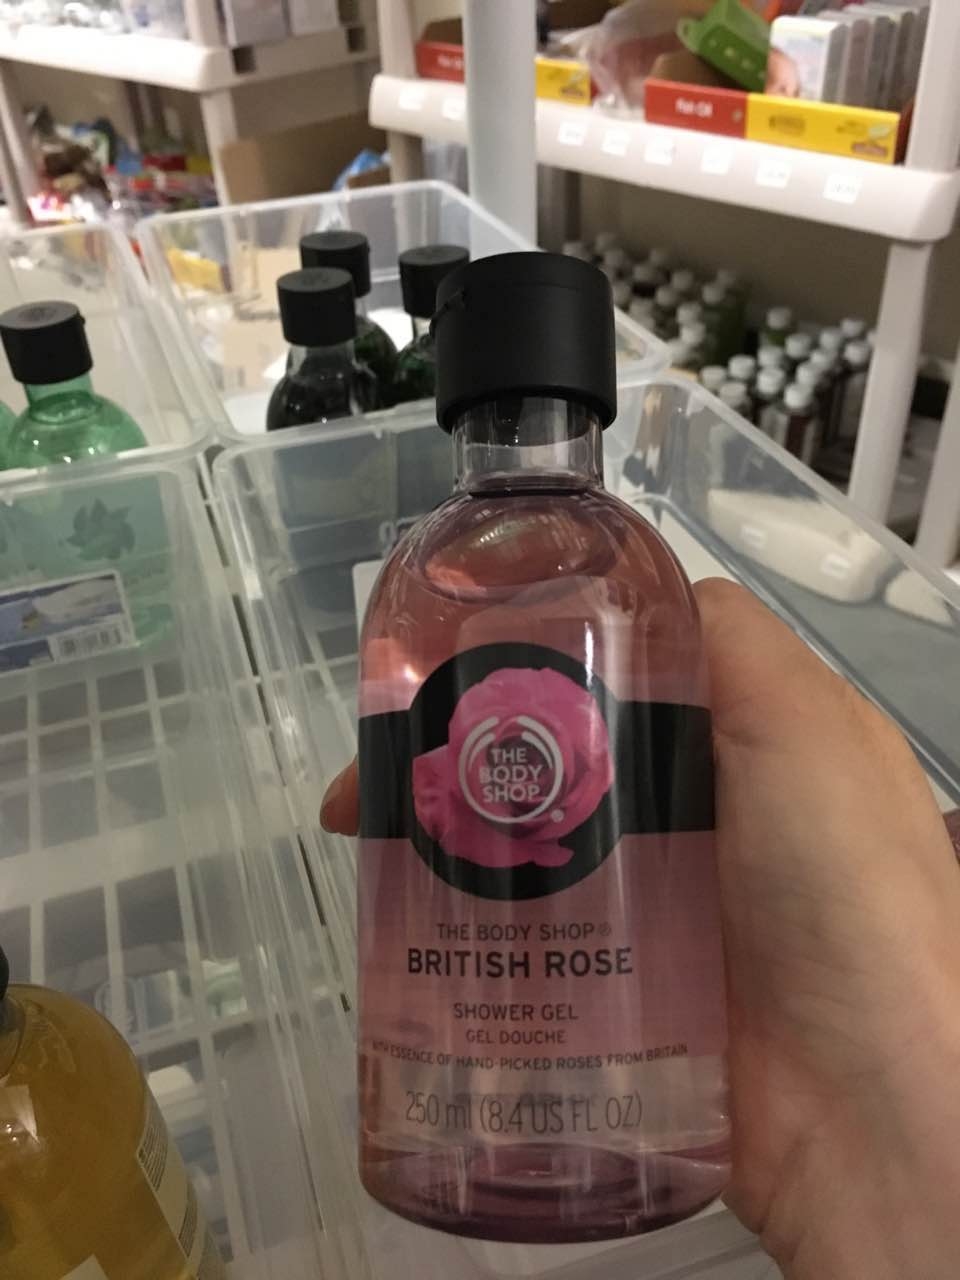 THE
BODY
SHOP
®
THE BODY SHOP®
BRITISH ROSE
SHOWER GEL
GEL DOUCHE
WITH ESSENCE OF HAND-PICKED ROSES FROM BRITAIN
250 ml (8.4 US FL OZ)